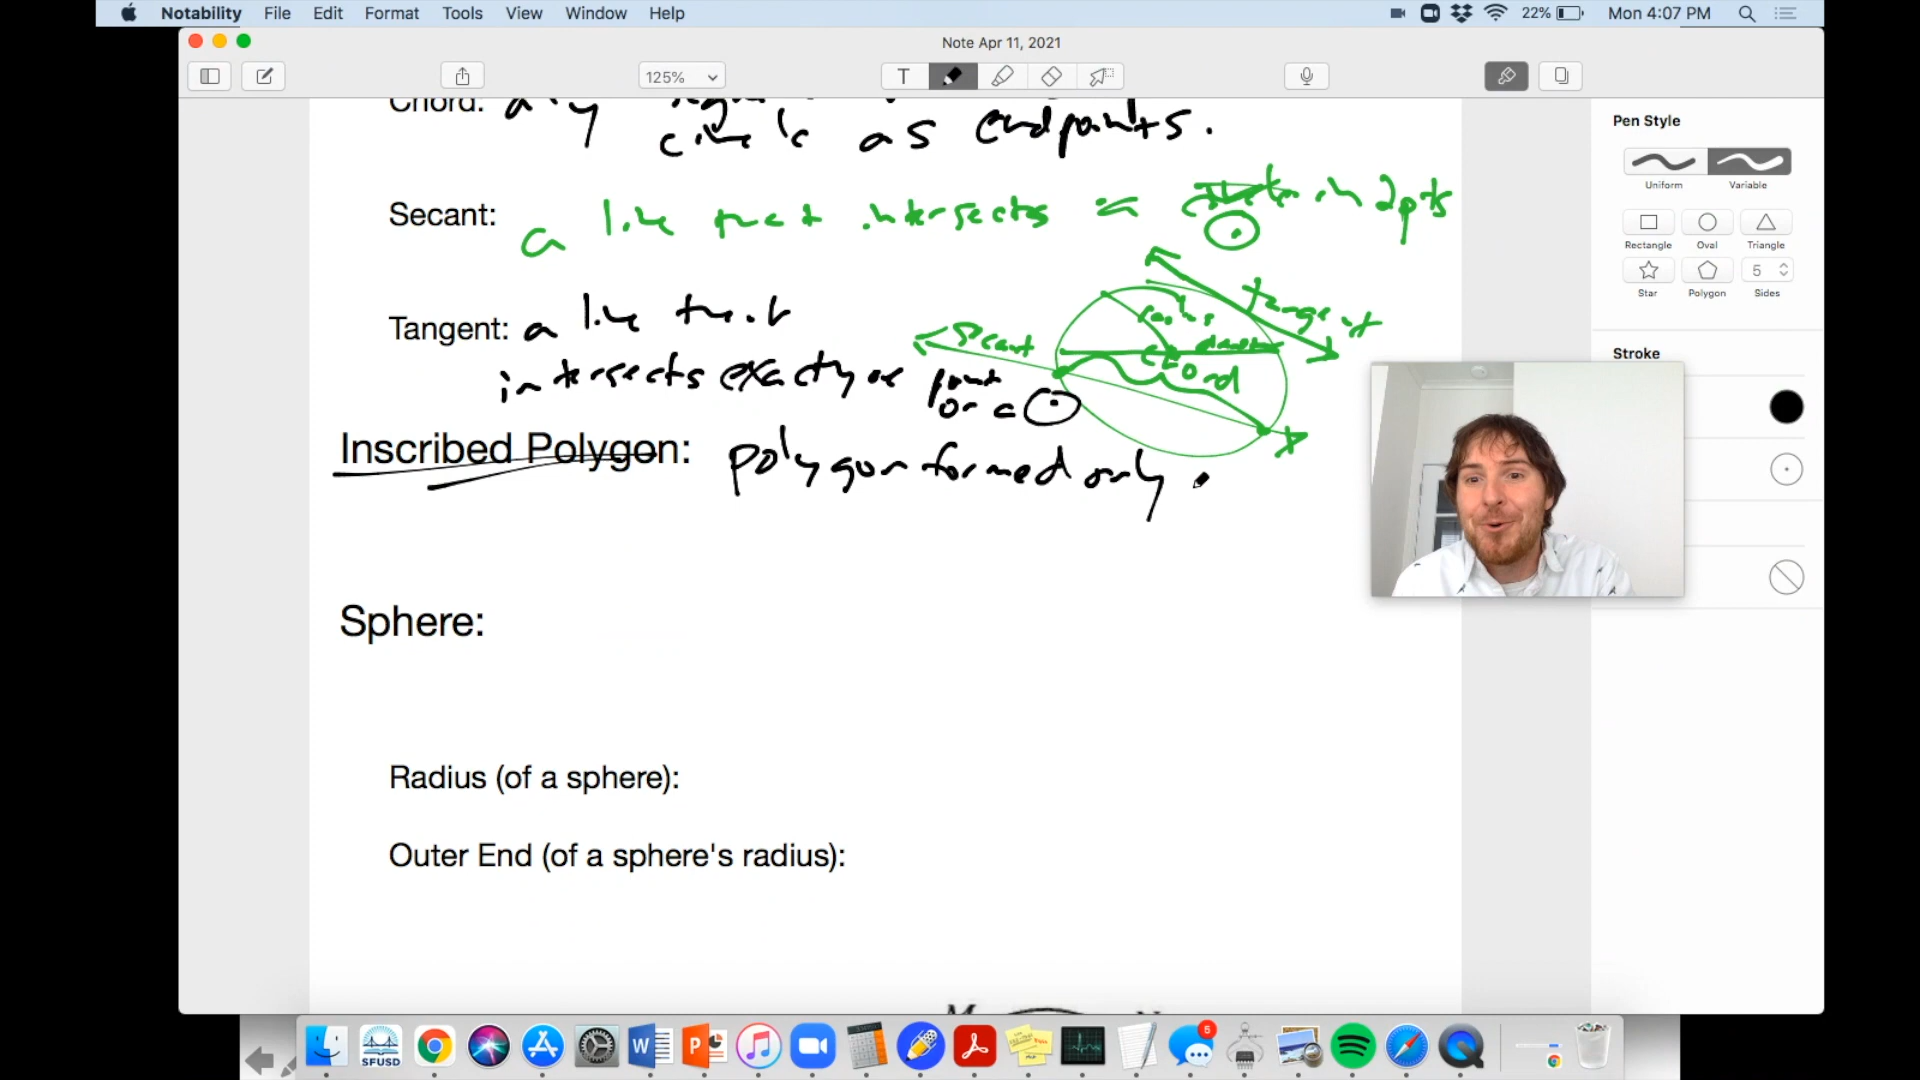 Notability File Edit Format Tools View Window Help 22% Mon 4:07 PM
Note Apr 11, 2021
125%
T
Chord: any
circle as endpoints.
Secant: a line that intersects a in 2pts
Tangent: a line that
intersects exactly one point
on a
secant
radius
tangent
diameter
chord
Inscribed Polygon: polygon formed only
Sphere:
Radius (of a sphere):
Outer End (of a sphere's radius):
M
Pen Style
Uniform Variable
Rectangle Oval Triangle
5
Star Polygon Sides
Stroke
SFUSD
W
P
5